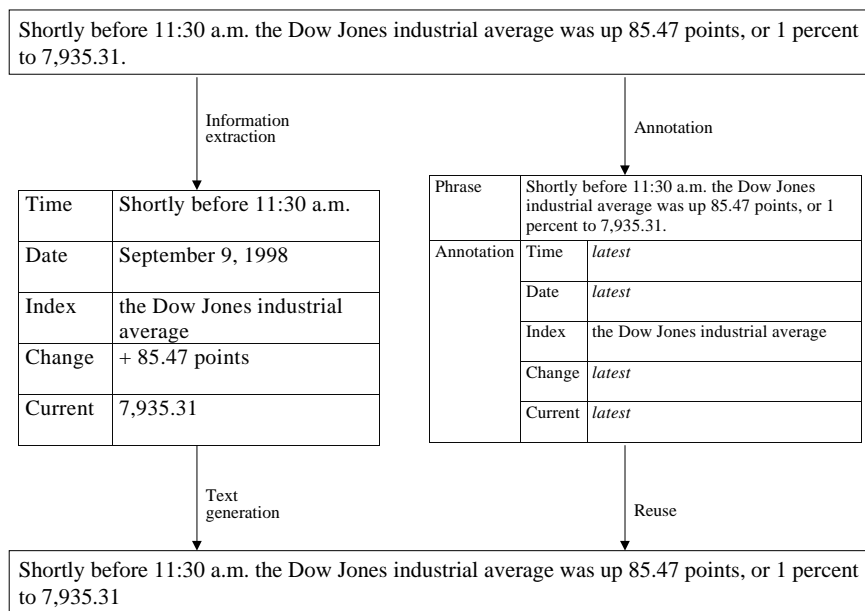 Shortly before 11:30 a.m. the Dow Jones industrial average was up 85.47 points, or 1 percent
to 7,935.31.
Information
extraction
Annotation
Time Shortly before 11:30 a.m.
Date September 9, 1998
Index the Dow Jones industrial
average
Change + 85.47 points
Current 7,935.31
Phrase Shortly before 11:30 a.m. the Dow Jones
industrial average was up 85.47 points, or 1
percent to 7,935.31.
Annotation Time latest
Date latest
Index the Dow Jones industrial average
Change latest
Current latest
Text
generation
Reuse
Shortly before 11:30 a.m. the Dow Jones industrial average was up 85.47 points, or 1 percent
to 7,935.31